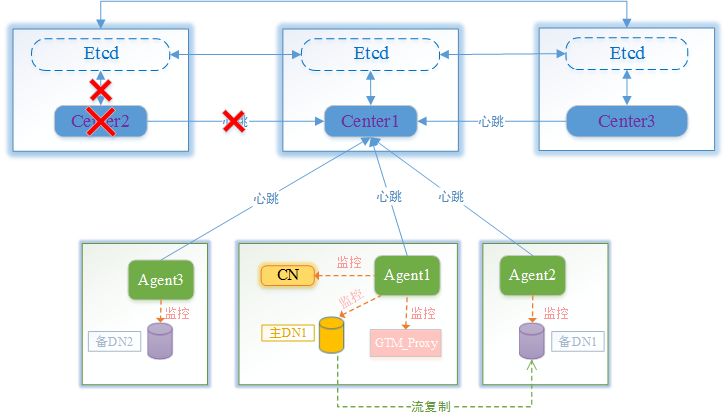 Etcd
Etcd
Etcd
Center2
心跳
Center1
心跳
Center3
心跳
心跳
心跳
Agent3
监控
备DN2
CN
监控
Agent1
监控
监控
主DN1
GTM_Proxy
Agent2
监控
备DN1
流复制